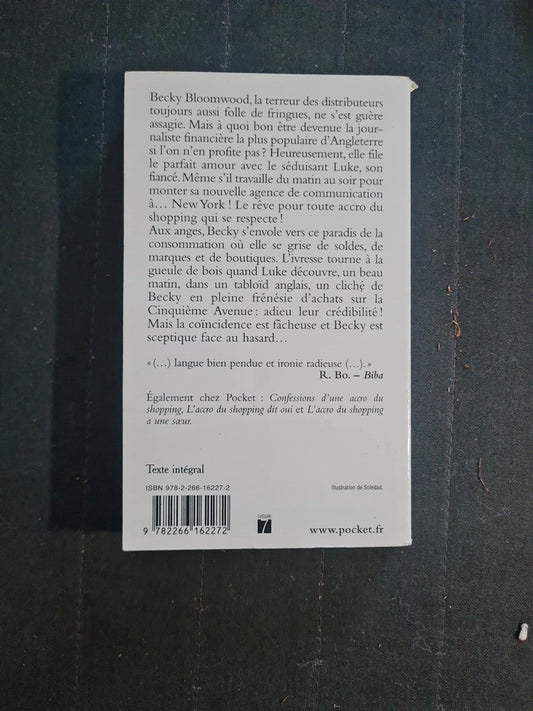 Becky Bloomwood, la terreur des distributeurs
toujours aussi folle de fringues, ne s'est guère
assagie. Mais à quoi bon être devenue la jour-
naliste financière la plus populaire d'Angleterre
si l'on n'en profite pas ? Heureusement, elle file
le parfait amour avec le séduisant Luke, son
fiancé. Même s'il travaille du matin au soir pour
monter sa nouvelle agence de communication
à... New York ! Le rêve pour toute accro du
shopping qui se respecte !
Aux anges, Becky s'envole vers ce paradis de la
consommation où elle se grise de soldes, de
marques et de boutiques. L'ivresse tourne à la
gueule de bois quand Luke découvre, un beau
matin, dans un tabloïd anglais, un cliché de
Becky en pleine frénésie d'achats sur la
Cinquième Avenue : adieu leur crédibilité !
Mais la coïncidence est fâcheuse et Becky est
sceptique face au hasard...
« (...) langue bien pendue et ironie radieuse (...). »
R. Bo. – Biba
Également chez Pocket : Confessions d'une accro du
shopping, L'accro du shopping dit oui et L'accro du shopping
a une sœur.
Texte intégral
ISBN 978-2-266-16227-2
Illustration de Soledad.
9 782266 162272
catégorie
7
www.pocket.fr